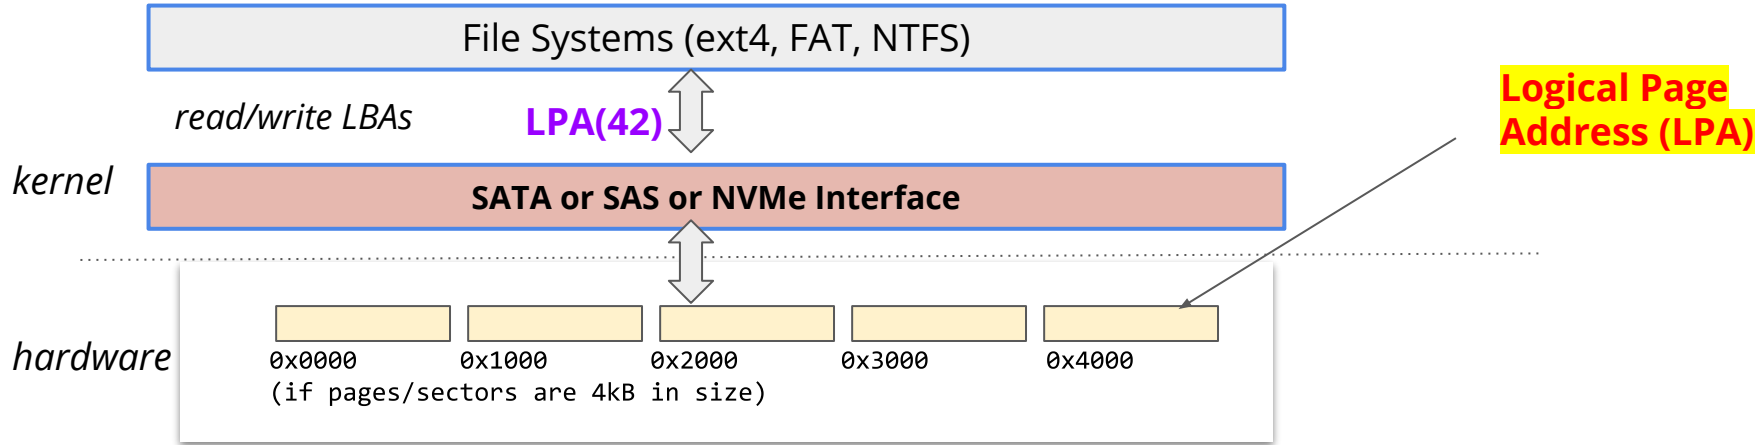 File Systems (ext4, FAT, NTFS)
read/write LBAs
LPA(42)
Logical Page
Address (LPA)
kernel
SATA or SAS or NVMe Interface
hardware
0x0000
0x1000
0x2000
0x3000
0x4000
(if pages/sectors are 4kB in size)